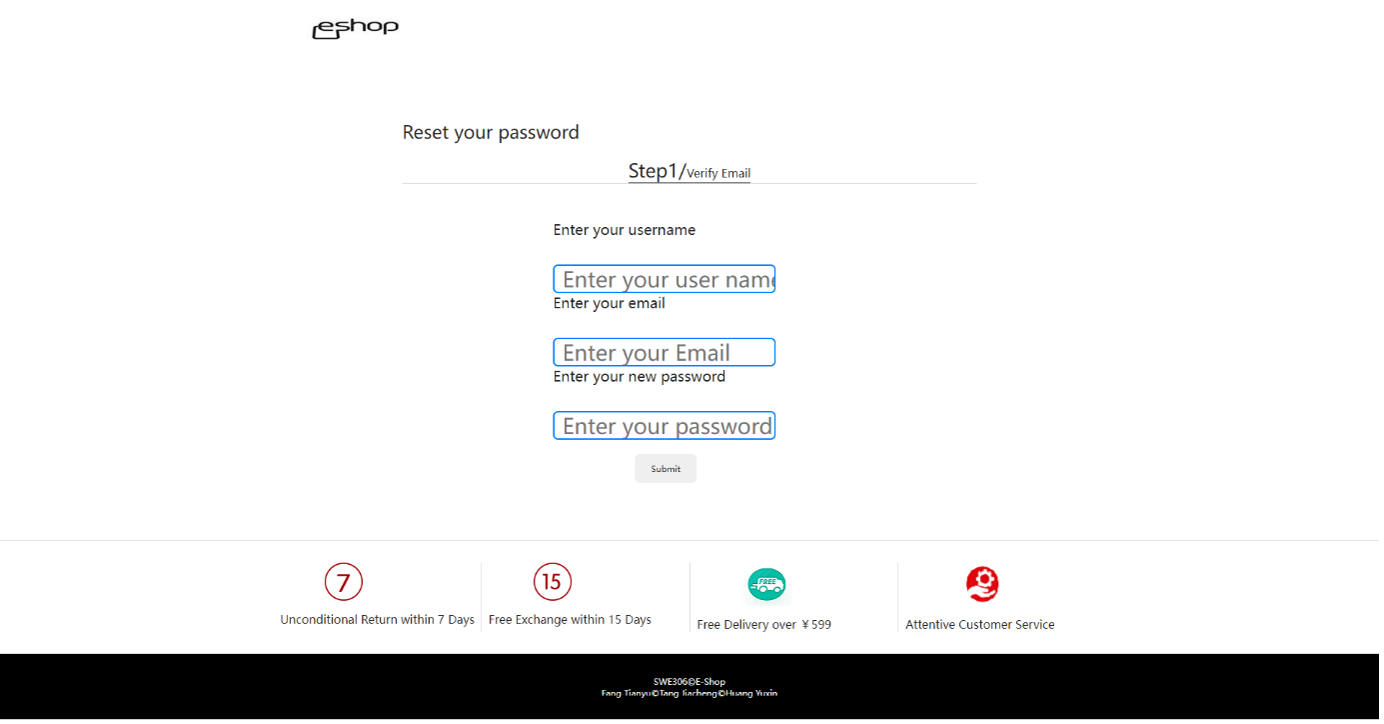 eshop
Reset your password
Step1/Verify Email
Enter your username
Enter your user name
Enter your email
Enter your Email
Enter your new password
Enter your password
Submit
7
15
FREE
Unconditional Return within 7 Days
Free Exchange within 15 Days
Free Delivery over ￥599
Attentive Customer Service
SWE306©E-Shop
Fang Tianyu©Tang Jiacheng©Huang Yuxin